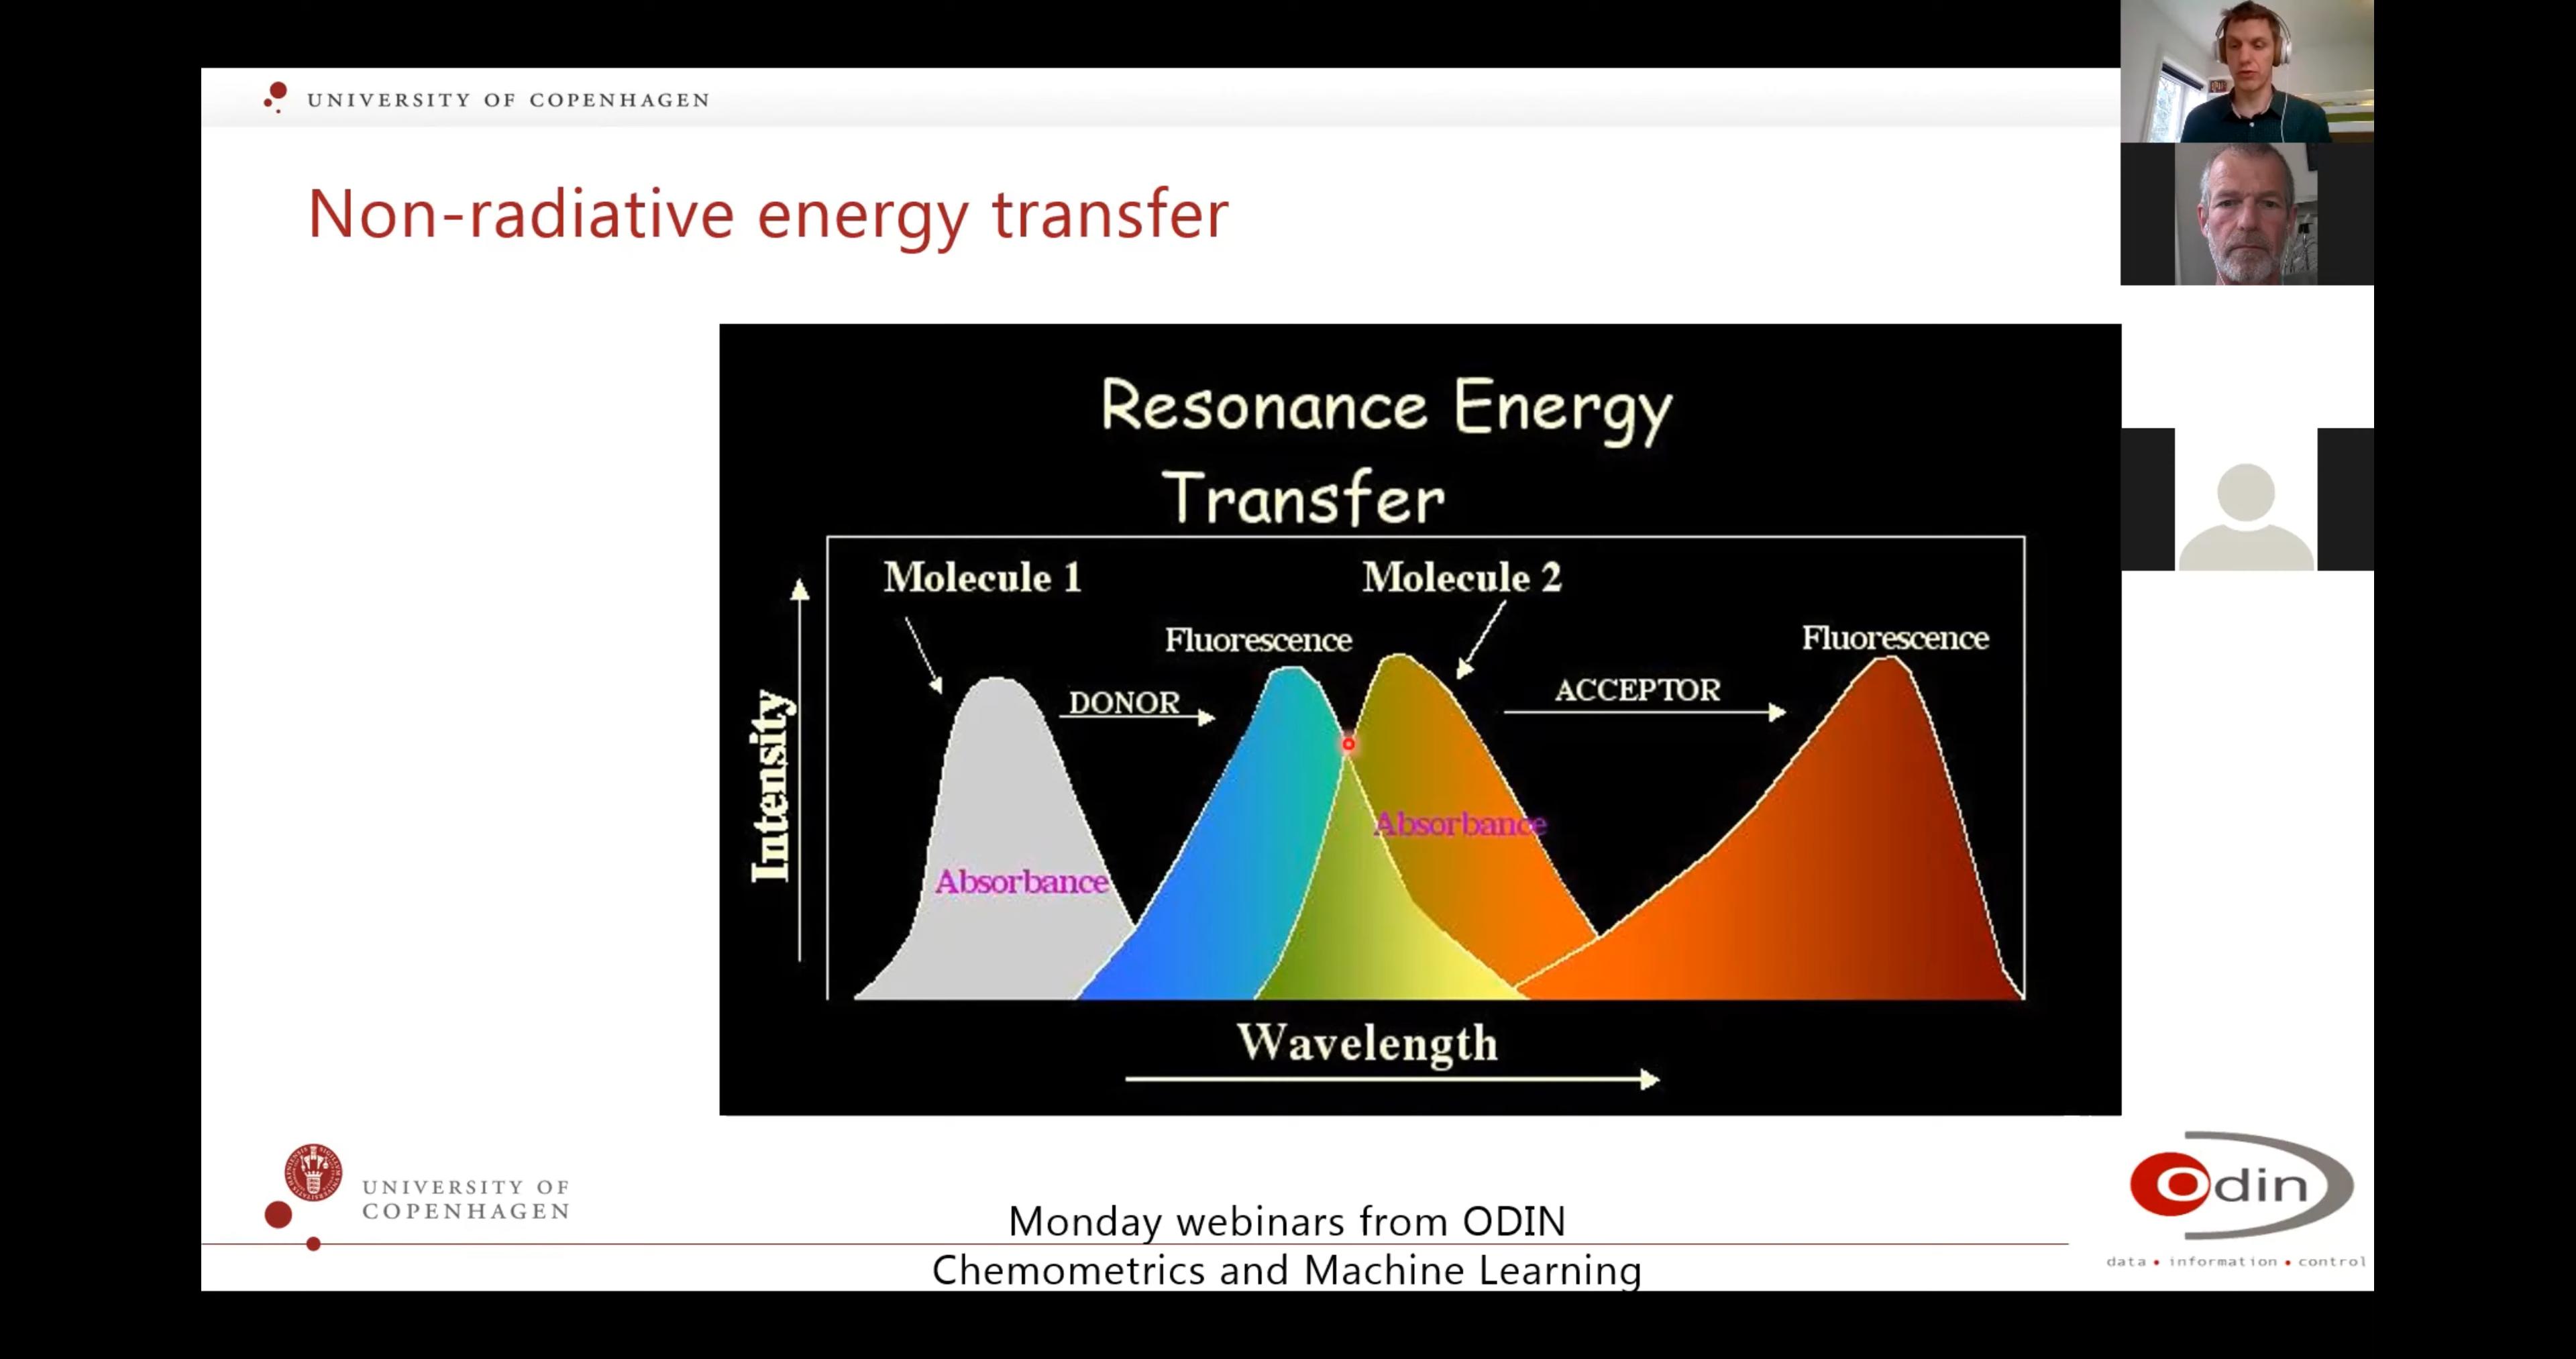 UNIVERSITY OF COPENHAGEN
Non-radiative energy transfer
Resonance Energy
Transfer
Molecule 1
Molecule 2
Fluorescence
Fluorescence
DONOR
ACCEPTOR
Absorbance
Absorbance
Intensity
Wavelength
UNIVERSITY OF
COPENHAGEN
Monday webinars from ODIN
Chemometrics and Machine Learning
Odin
data • information • control